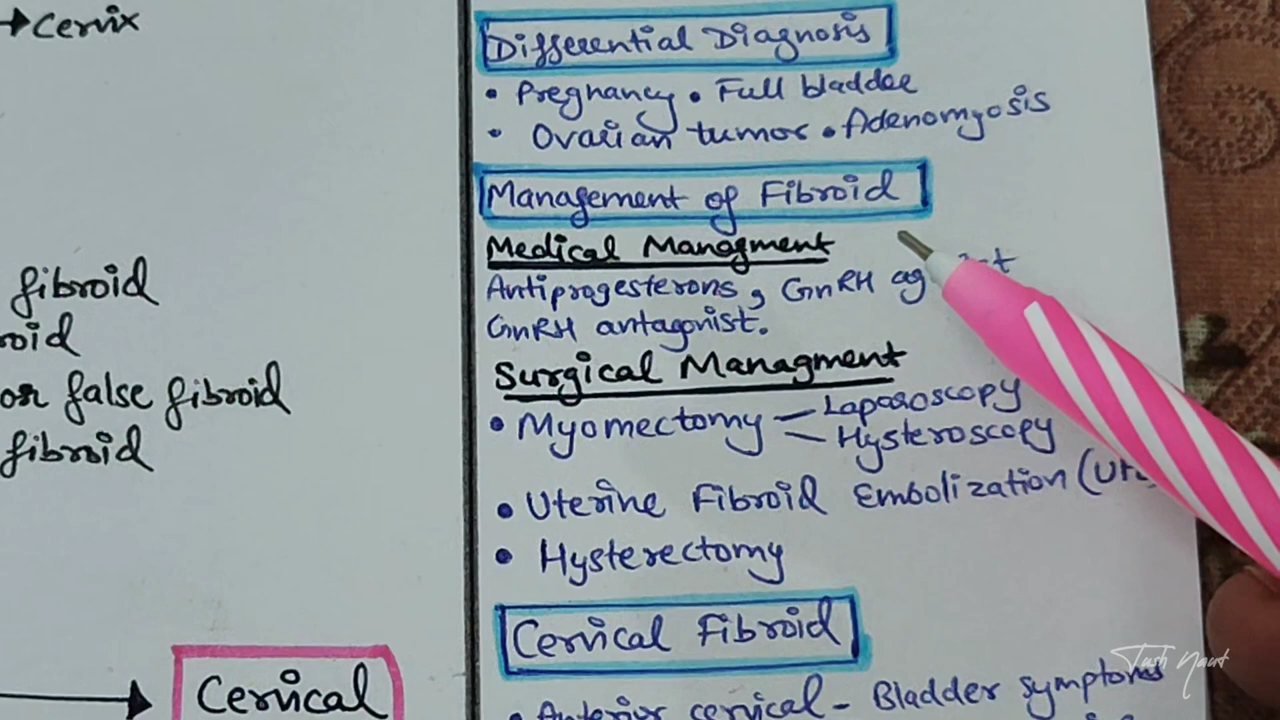 →Cervix
fibroid
roid
or false fibroid
fibroid
Cervical
Differential Diagnosis
• Pregnancy • Full bladder
• Ovarian tumor • Adenomyosis
Management of Fibroid
Medical Managment
Antiprogesterons, GnRH ag
GnRH antagonist.
Surgical Managment
• Myomectomy — Laparoscopy
— Hysteroscopy
• Uterine Fibroid Embolization (U
• Hysterectomy
Cervical Fibroid
• Anterior cervical - Bladder symptoms